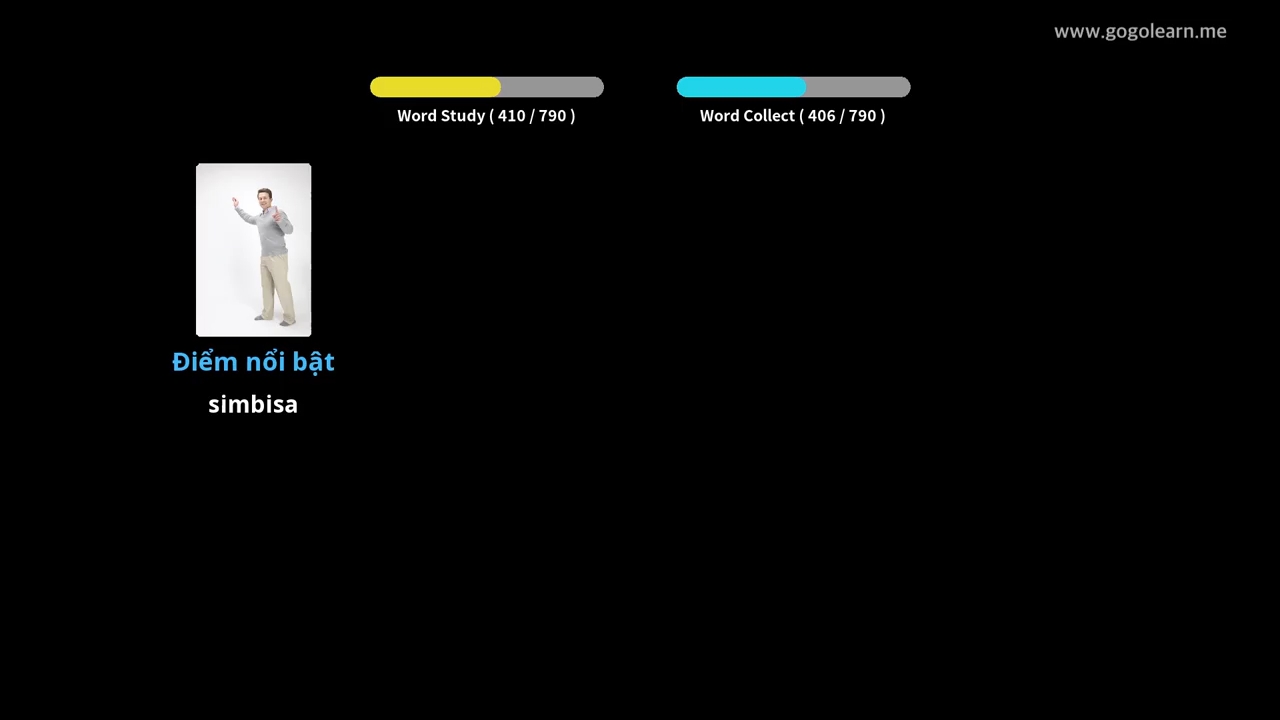 www.gogolearn.me
Word Study ( 410 / 790 )
Word Collect ( 406 / 790 )
Điểm nổi bật
simbisa